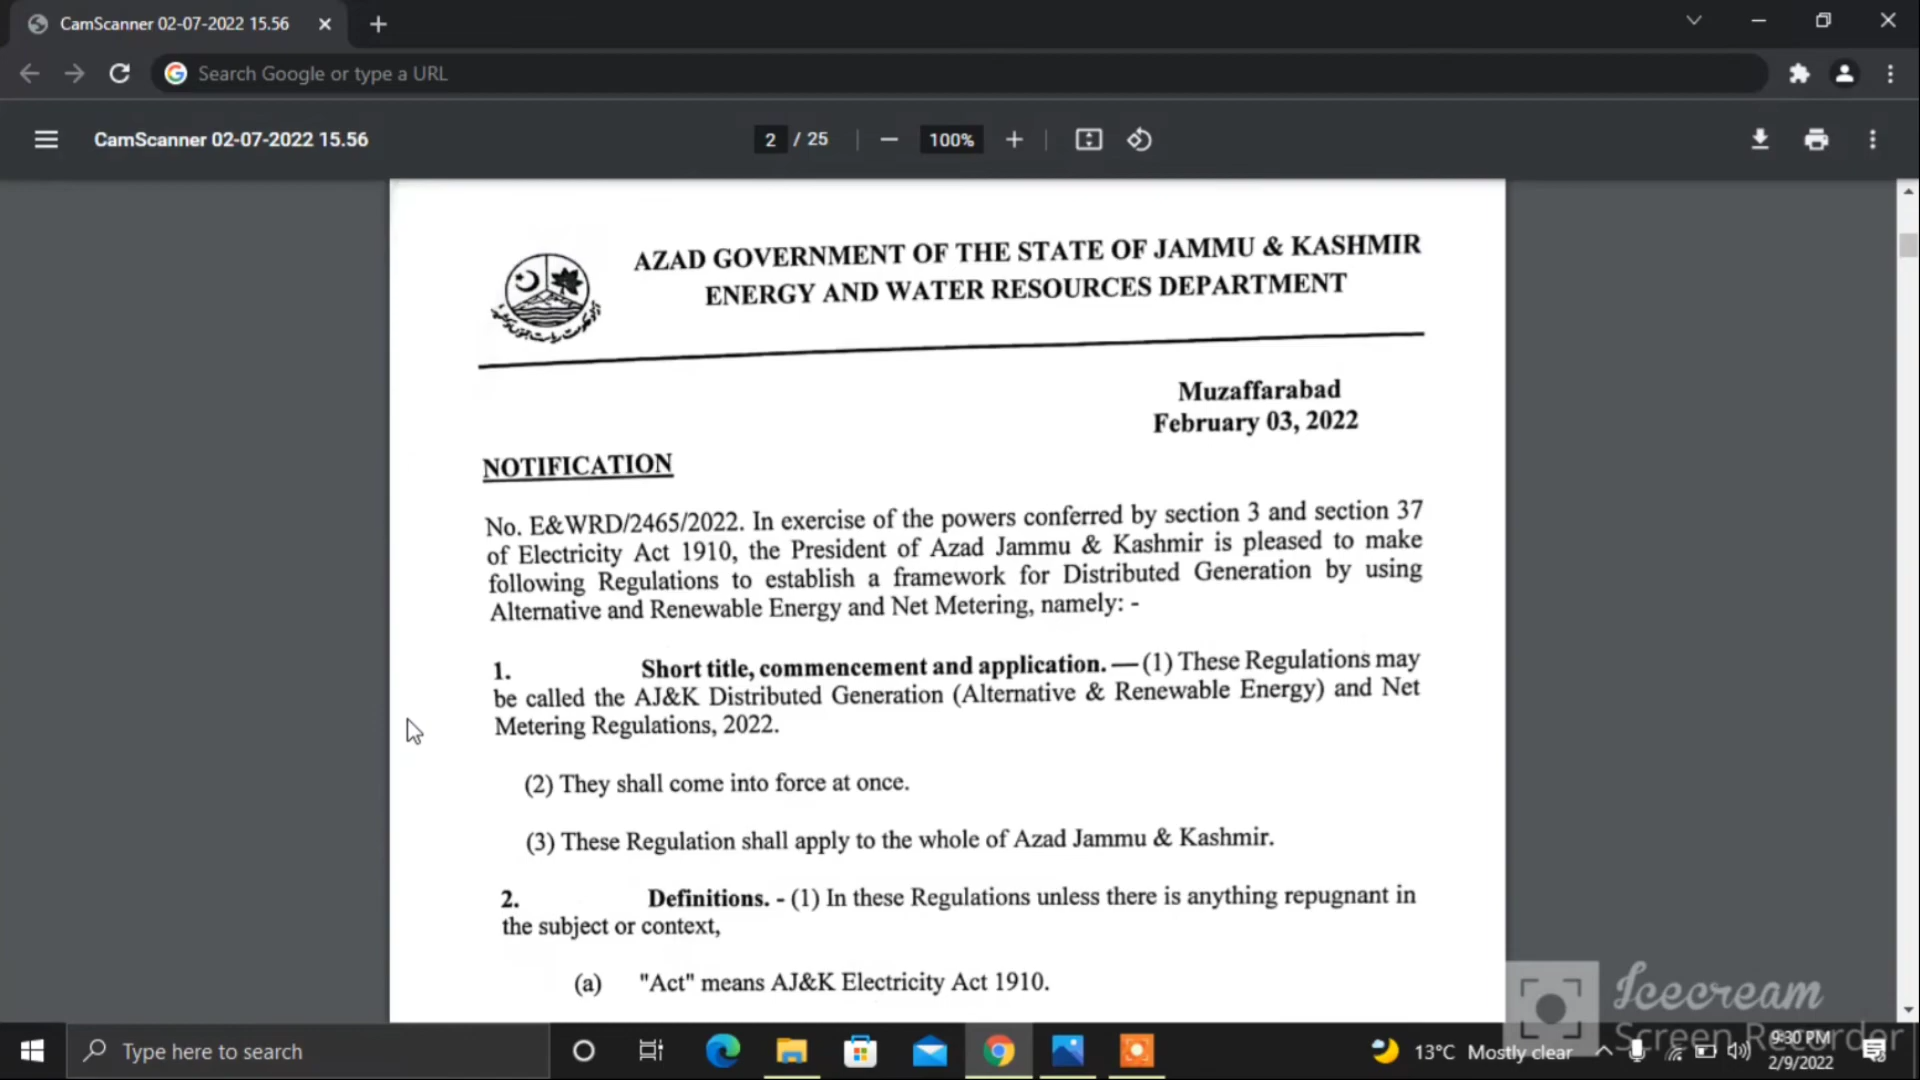 CamScanner 02-07-2022 15.56
Search Google or type a URL
CamScanner 02-07-2022 15.56
2 / 25
100%
AZAD GOVERNMENT OF THE STATE OF JAMMU & KASHMIR
ENERGY AND WATER RESOURCES DEPARTMENT
Muzaffarabad
February 03, 2022
NOTIFICATION
No. E&WRD/2465/2022. In exercise of the powers conferred by section 3 and section 37
of Electricity Act 1910, the President of Azad Jammu & Kashmir is pleased to make
following Regulations to establish a framework for Distributed Generation by using
Alternative and Renewable Energy and Net Metering, namely: -
1. Short title, commencement and application. — (1) These Regulations may
be called the AJ&K Distributed Generation (Alternative & Renewable Energy) and Net
Metering Regulations, 2022.
(2) They shall come into force at once.
(3) These Regulation shall apply to the whole of Azad Jammu & Kashmir.
2. Definitions. - (1) In these Regulations unless there is anything repugnant in
the subject or context,
(a) "Act" means AJ&K Electricity Act 1910.
Icecream
Screen Recorder
Type here to search
13°C Mostly clear
9:30 PM
2/9/2022